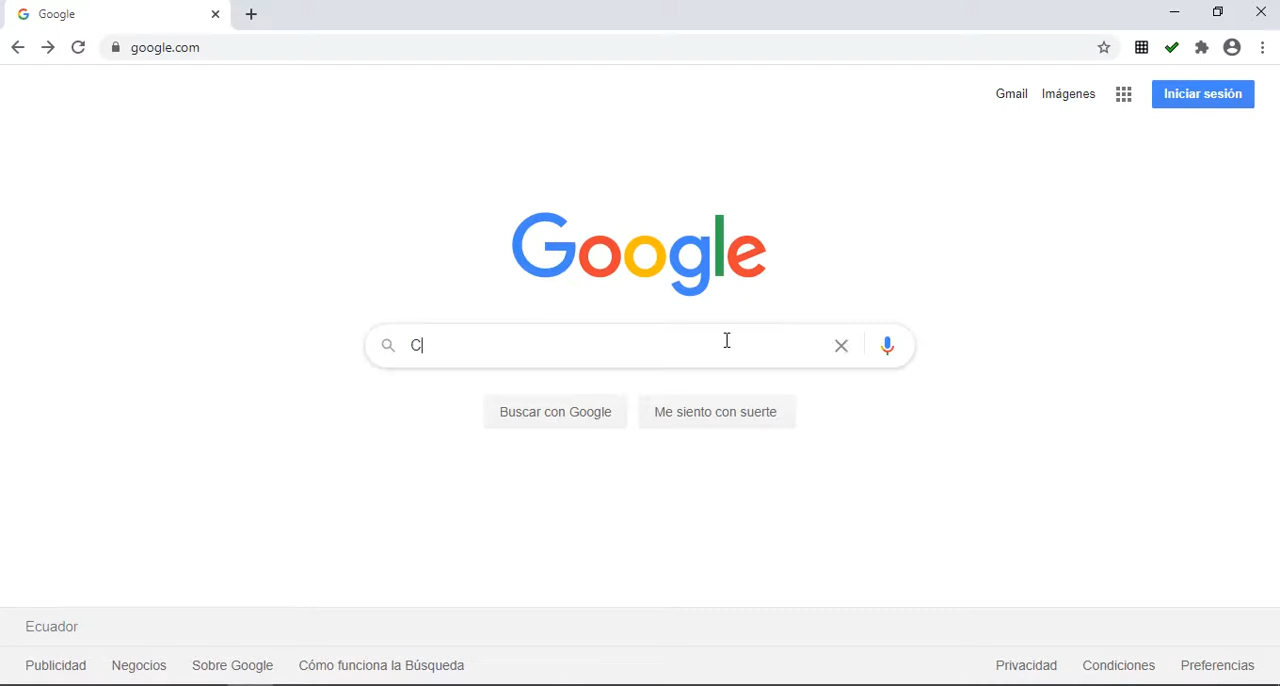 Google
google.com
Gmail Imágenes Iniciar sesión
Google
C
Buscar con Google Me siento con suerte
Ecuador
Publicidad Negocios Sobre Google Cómo funciona la Búsqueda Privacidad Condiciones Preferencias